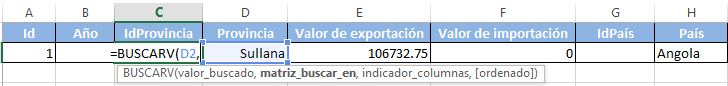 A B C D E F G H
Id Año IdProvincia Provincia Valor de exportación Valor de importación IdPaís País
1 =BUSCARV(D2, Sullana 106732.75 0 Angola
BUSCARV(valor_buscado, matriz_buscar_en, indicador_columnas, [ordenado])